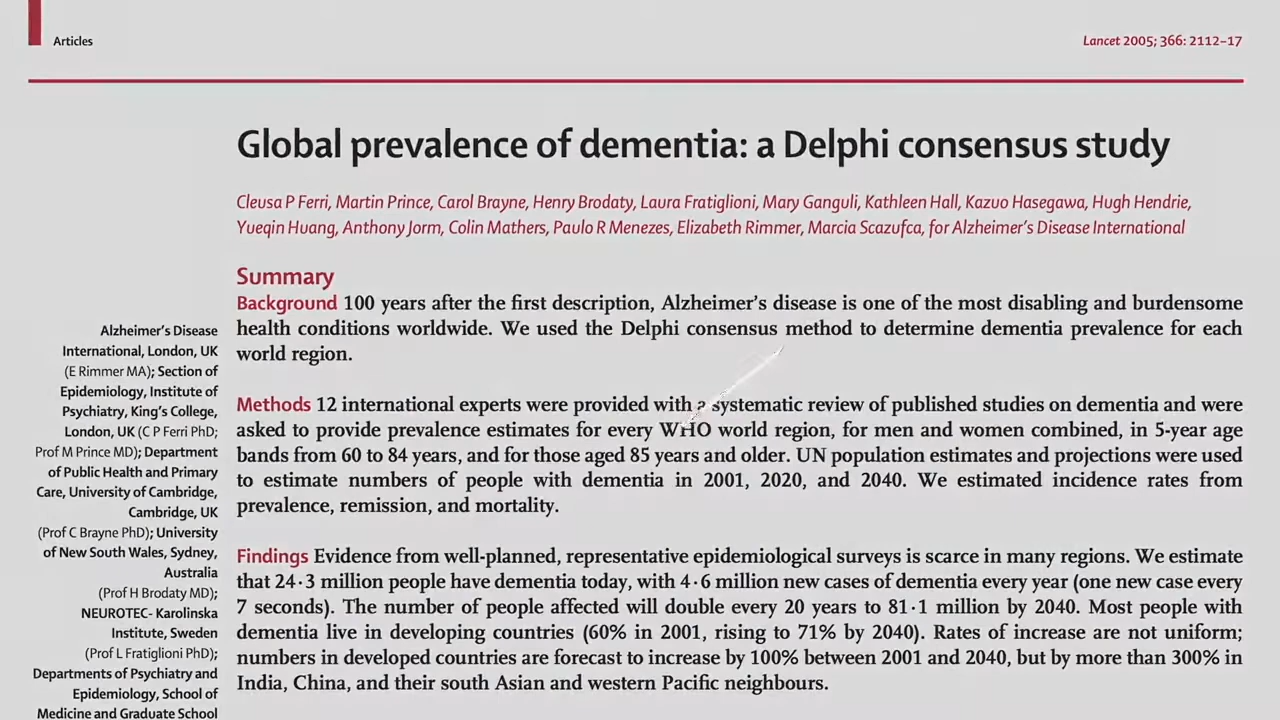 Articles
Lancet 2005; 366: 2112–17
Global prevalence of dementia: a Delphi consensus study
Cleusa P Ferri, Martin Prince, Carol Brayne, Henry Brodaty, Laura Fratiglioni, Mary Ganguli, Kathleen Hall, Kazuo Hasegawa, Hugh Hendrie,
Yueqin Huang, Anthony Jorm, Colin Mathers, Paulo R Menezes, Elizabeth Rimmer, Marcia Scazufca, for Alzheimer's Disease International
Summary
Background 100 years after the first description, Alzheimer's disease is one of the most disabling and burdensome
health conditions worldwide. We used the Delphi consensus method to determine dementia prevalence for each
world region.
Methods 12 international experts were provided with a systematic review of published studies on dementia and were
asked to provide prevalence estimates for every WHO world region, for men and women combined, in 5-year age
bands from 60 to 84 years, and for those aged 85 years and older. UN population estimates and projections were used
to estimate numbers of people with dementia in 2001, 2020, and 2040. We estimated incidence rates from
prevalence, remission, and mortality.
Findings Evidence from well-planned, representative epidemiological surveys is scarce in many regions. We estimate
that 24·3 million people have dementia today, with 4·6 million new cases of dementia every year (one new case every
7 seconds). The number of people affected will double every 20 years to 81·1 million by 2040. Most people with
dementia live in developing countries (60% in 2001, rising to 71% by 2040). Rates of increase are not uniform;
numbers in developed countries are forecast to increase by 100% between 2001 and 2040, but by more than 300% in
India, China, and their south Asian and western Pacific neighbours.
Alzheimer's Disease
International, London, UK
(E Rimmer MA); Section of
Epidemiology, Institute of
Psychiatry, King's College,
London, UK (C P Ferri PhD;
Prof M Prince MD); Department
of Public Health and Primary
Care, University of Cambridge,
Cambridge, UK
(Prof C Brayne PhD); University
of New South Wales, Sydney,
Australia
(Prof H Brodaty MD);
NEUROTEC- Karolinska
Institute, Sweden
(Prof L Fratiglioni PhD);
Departments of Psychiatry and
Epidemiology, School of
Medicine and Graduate School